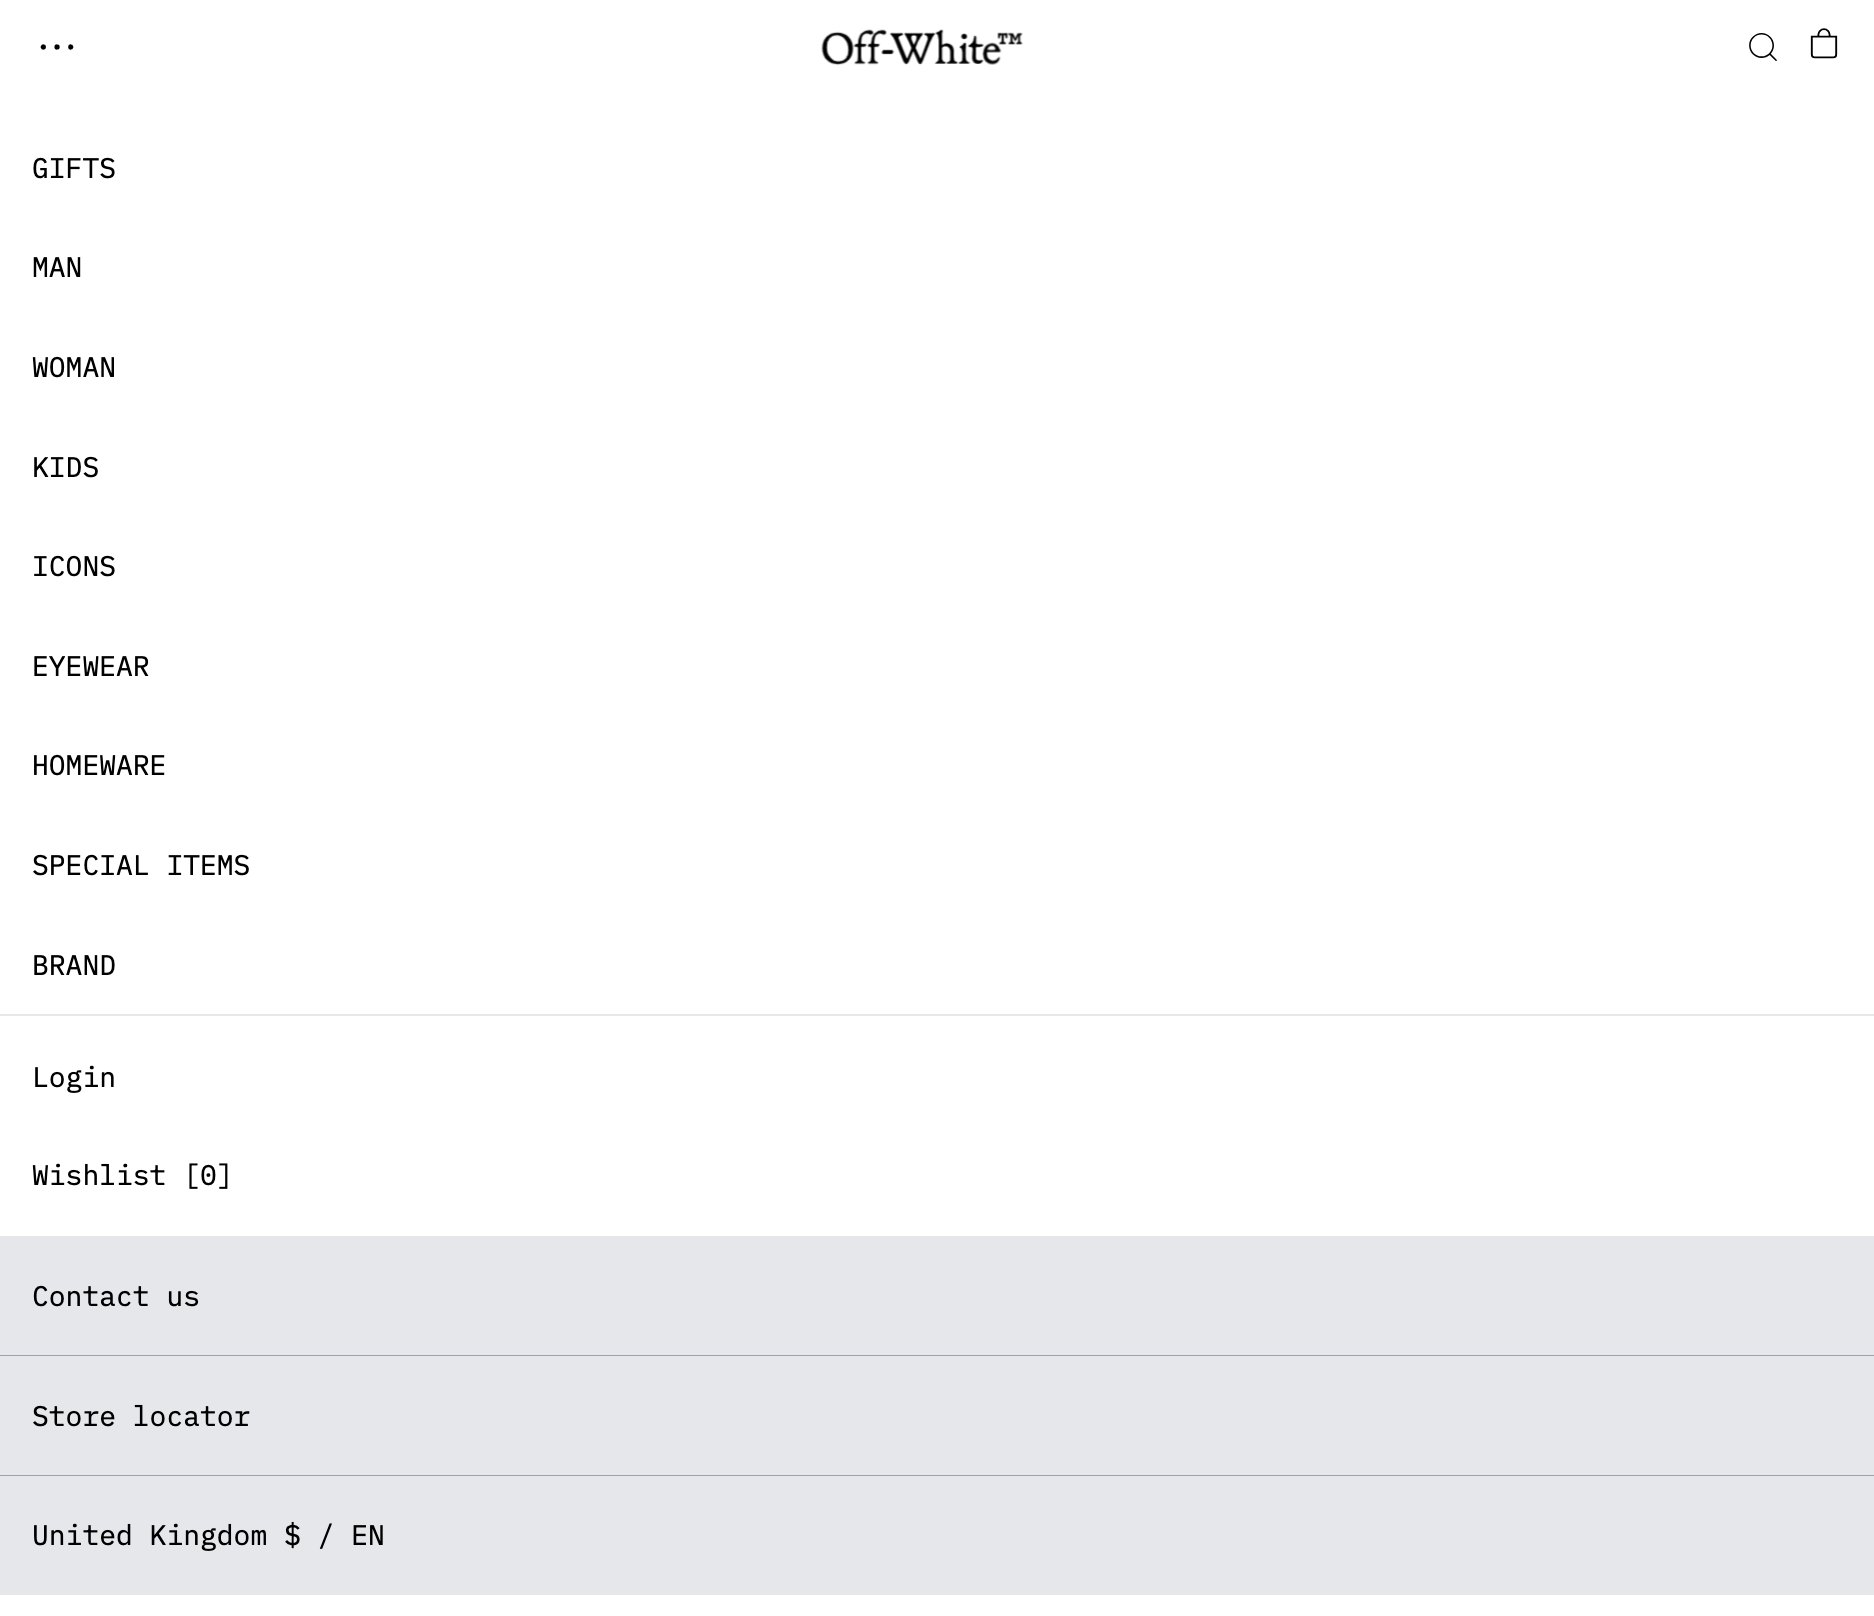 Off-White™
GIFTS
MAN
WOMAN
KIDS
ICONS
EYEWEAR
HOMEWARE
SPECIAL ITEMS
BRAND
Login
Wishlist [0]
Contact us
Store locator
United Kingdom $ / EN